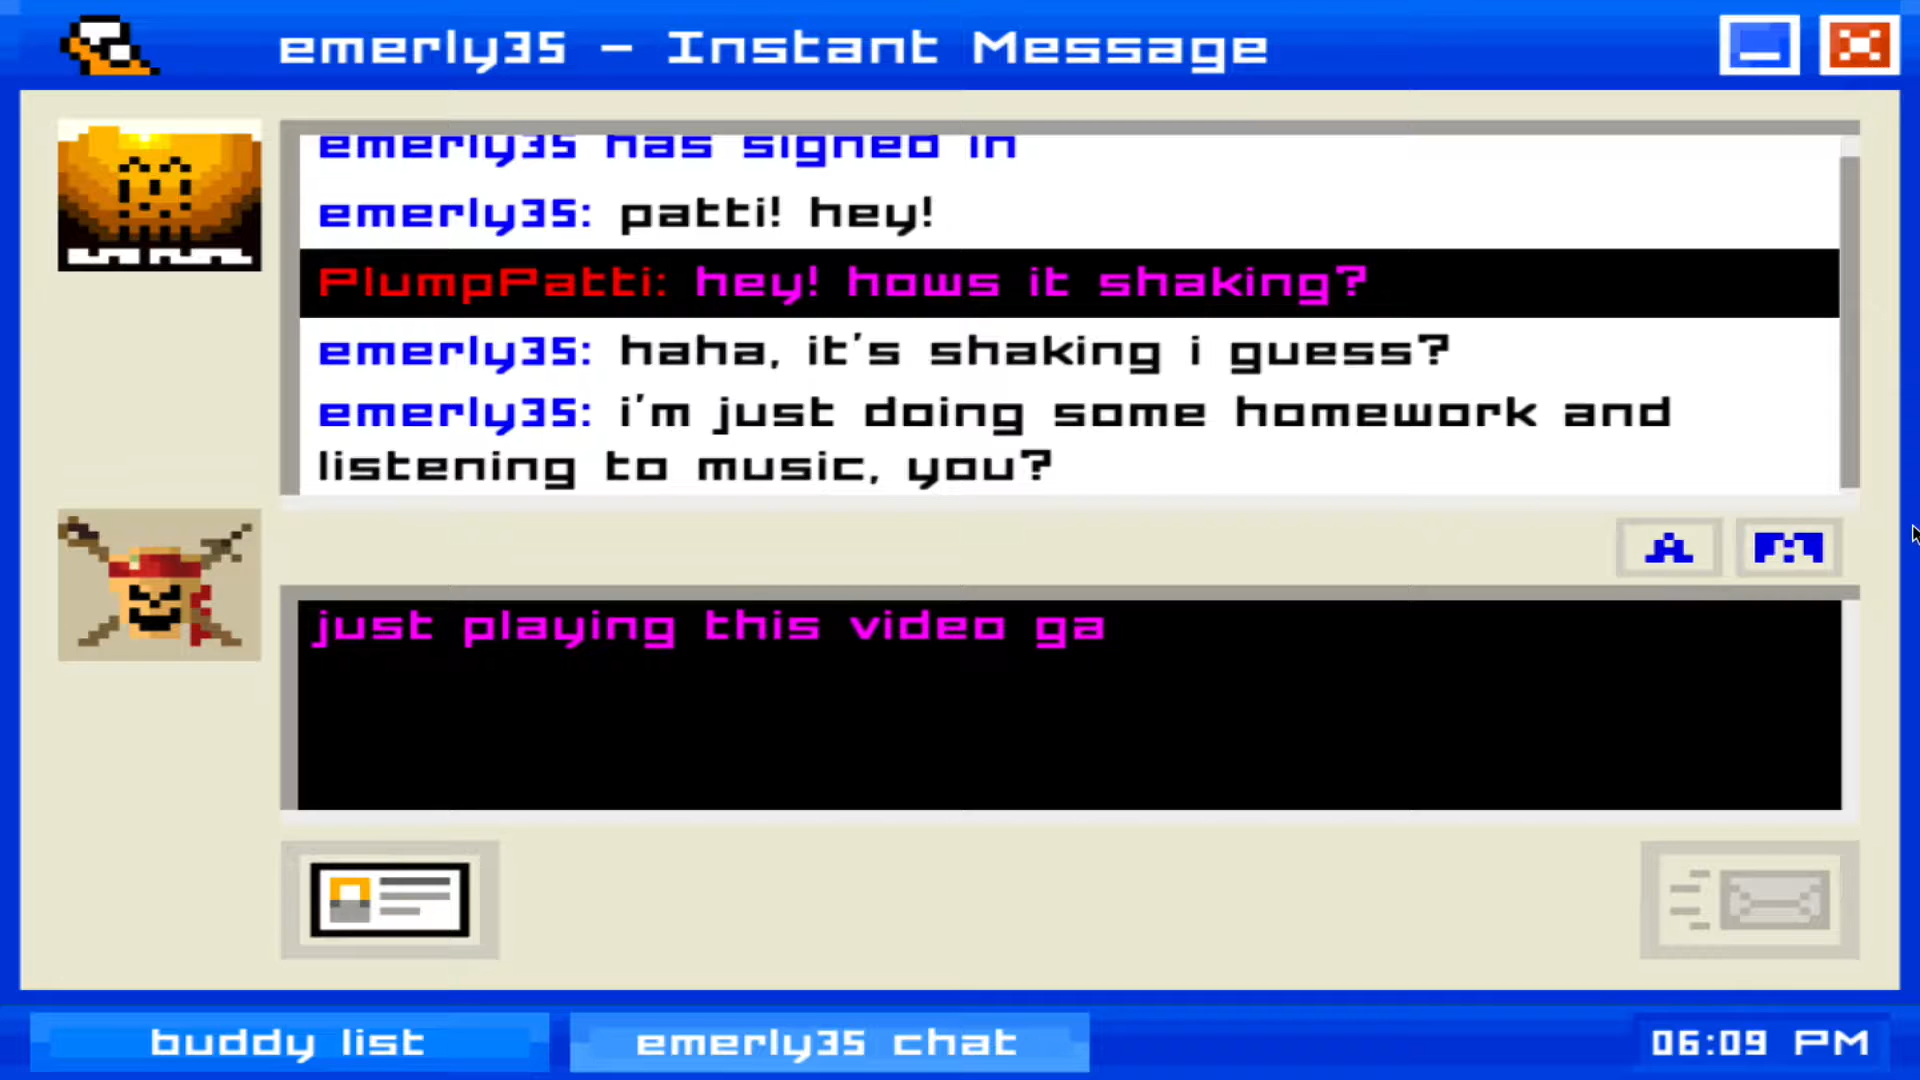 emerly35 - Instant Message
emerly35 has signed in
emerly35: patti! hey!
PlumpPatti: hey! hows it shaking?
emerly35: haha, it's shaking i guess?
emerly35: i'm just doing some homework and
listening to music, you?
A
just playing this video ga
buddy list
emerly35 chat
06:09 PM